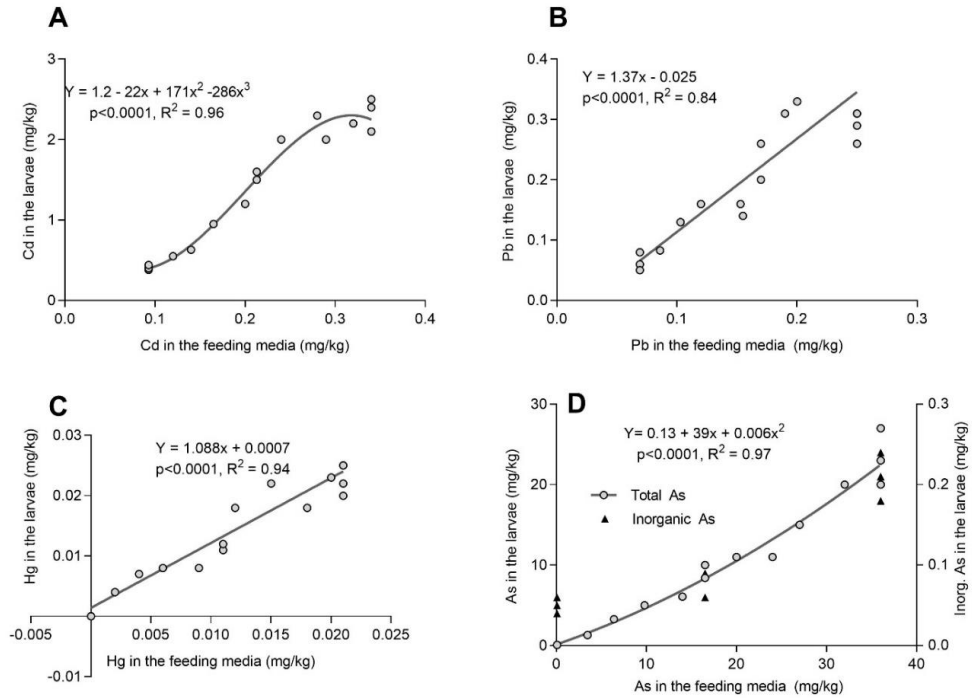 A
Y = 1.2 - 22x + 171x² -286x³
p<0.0001, R² = 0.96
3
2
1
0
Cd in the larvae (mg/kg)
0.0 0.1 0.2 0.3 0.4
Cd in the feeding media (mg/kg)
B
Y = 1.37x - 0.025
p<0.0001, R² = 0.84
0.4
0.3
0.2
0.1
0.0
Pb in the larvae (mg/kg)
0.0 0.1 0.2 0.3
Pb in the feeding media (mg/kg)
C
Y = 1.088x + 0.0007
p<0.0001, R² = 0.94
0.03
0.02
0.01
-0.01
Hg in the larvae (mg/kg)
-0.005 0.005 0.010 0.015 0.020 0.025
Hg in the feeding media (mg/kg)
D
Y= 0.13 + 39x + 0.006x²
p<0.0001, R² = 0.97
Total As
Inorganic As
30
20
10
0
As in the larvae (mg/kg)
0.3
0.2
0.1
0.0
Inorg. As in the larvae (mg/kg)
0 10 20 30 40
As in the feeding media (mg/kg)